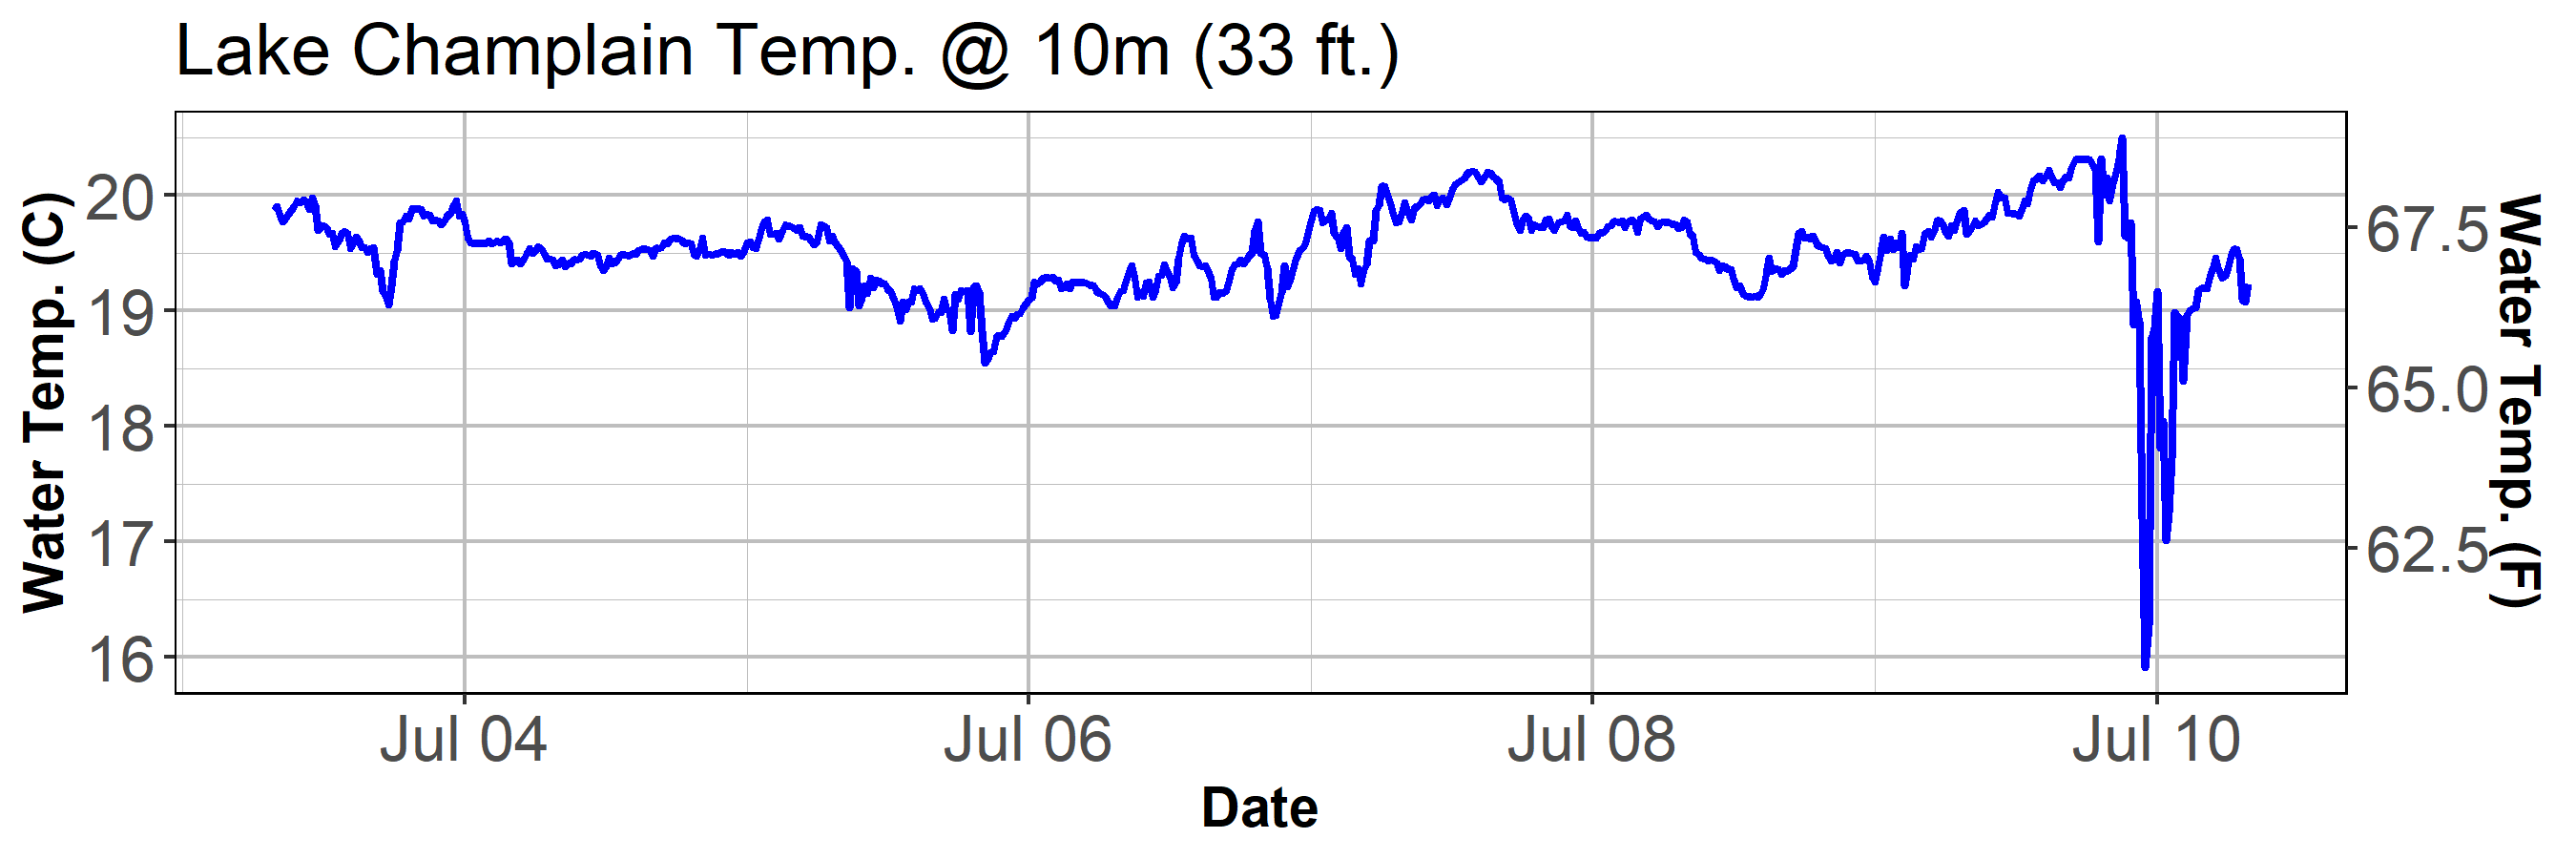 Lake Champlain Temp. @ 10m (33 ft.)
Water Temp. (C)
20
19
18
17
16
67.5
65.0
62.5
Water Temp. (F)
Jul 04 Jul 06 Jul 08 Jul 10
Date